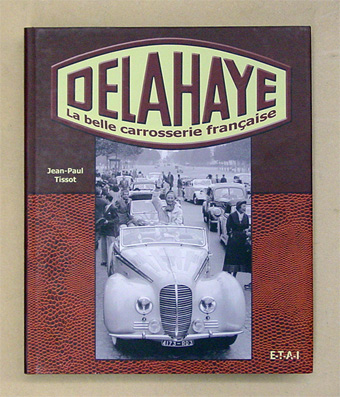 DELAHAYE
La belle carrosserie française
Jean-Paul
Tissot
E·T·A·I